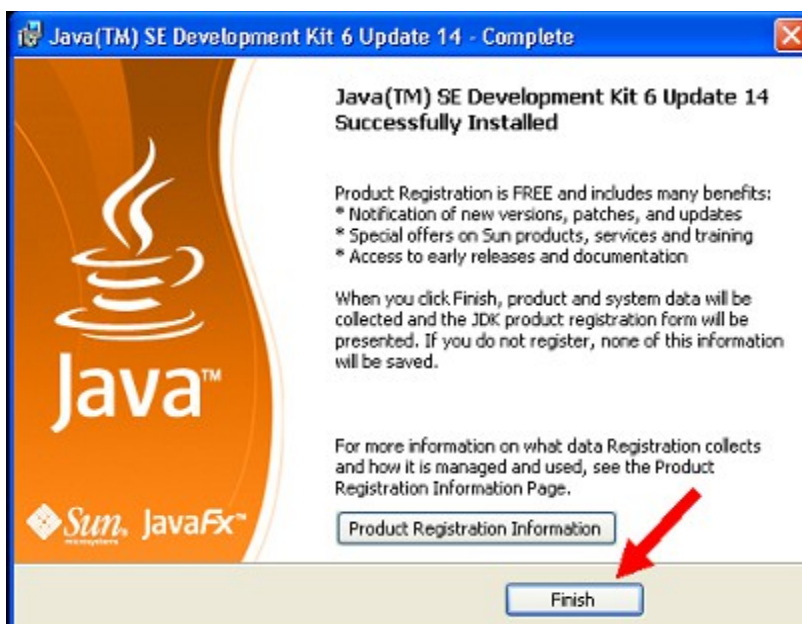 Java(TM) SE Development Kit 6 Update 14 - Complete
Java(TM) SE Development Kit 6 Update 14
Successfully Installed
Product Registration is FREE and includes many benefits:
* Notification of new versions, patches, and updates
* Special offers on Sun products, services and training
* Access to early releases and documentation
When you click Finish, product and system data will be
collected and the JDK product registration form will be
presented. If you do not register, none of this information
will be saved.
Java™
For more information on what data Registration collects
and how it is managed and used, see the Product
Registration Information Page.
Sun microsystems JavaFX™
Product Registration Information
Finish